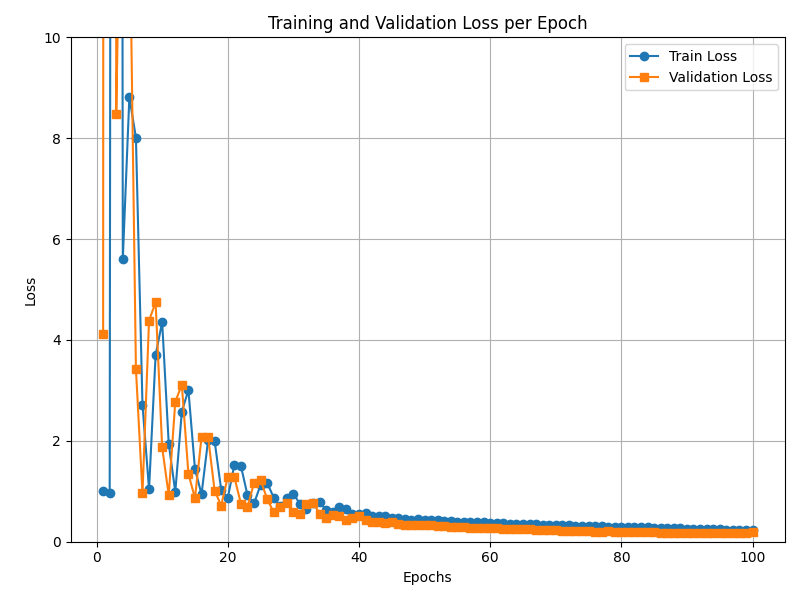 Training and Validation Loss per Epoch
Train Loss
Validation Loss
Loss
10
8
6
4
2
0
0 20 40 60 80 100
Epochs